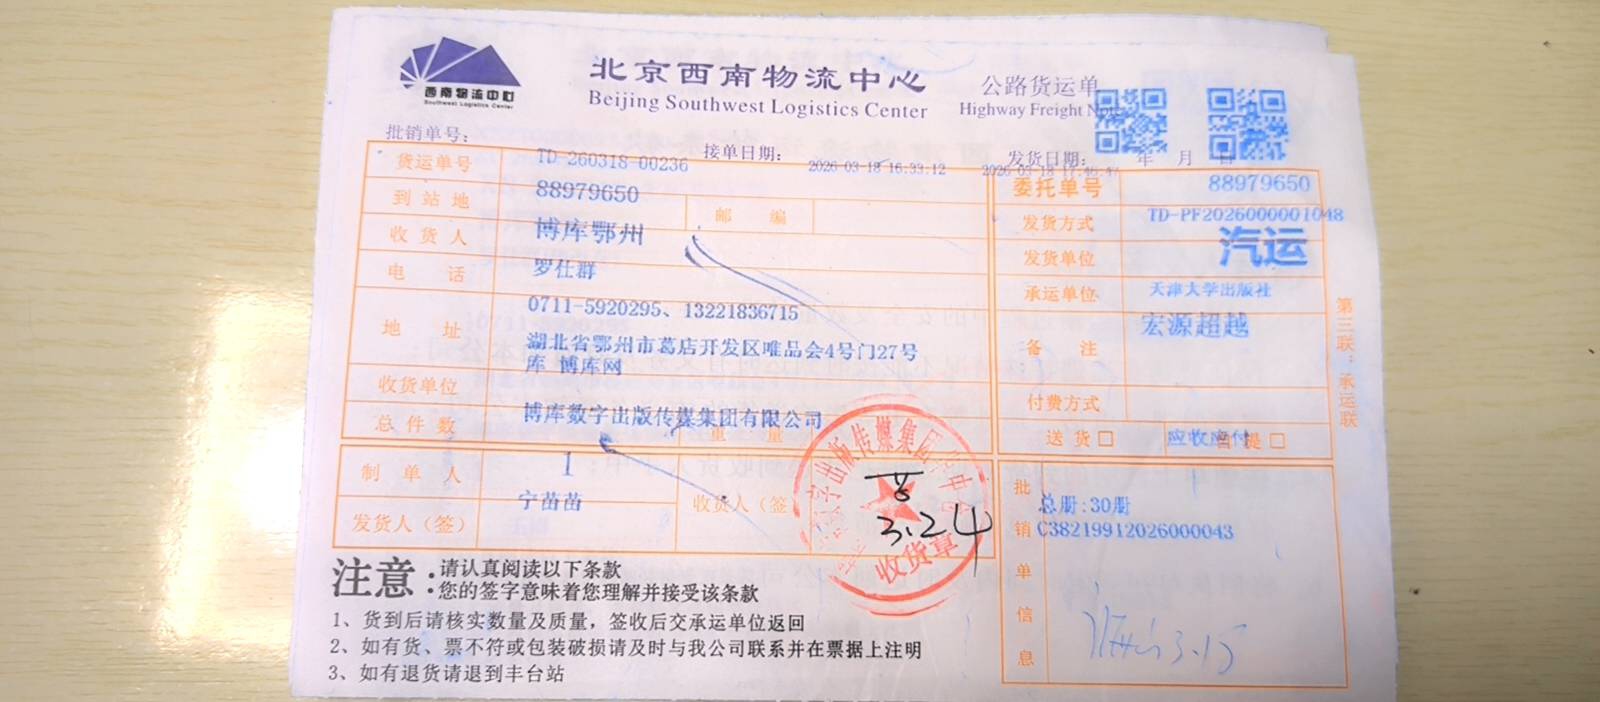 西南物流中心
Southwest Logistics Center
北京西南物流中心
Beijing Southwest Logistics Center
公路货运单
Highway Freight Note
批销单号:
接单日期:
2026-03-18 16:33:12
发货日期: 年 月 日
2026-03-18 17:46:47
货运单号 TD-260318-00236
委托单号 88979650
到站地 88979650
邮 编
发货方式 TD-PF2026000001048
收货人 博库鄂州
发货单位 汽运
电 话 罗仕群
承运单位 天津大学出版社
地 址 0711-5920295、13221836715
湖北省鄂州市葛店开发区唯品会4号门27号
库 博库网
备 注 宏源超越
收货单位
付费方式
总件数 博库数字出版传媒集团有限公司
重 量
送 货 □ 应收应付 自 提 □
制单人 1
宁苗苗
发货人（签）
收货人（签
收货章
3.24
批销单信息
总册:30册
C38219912026000043
3.15
第三联：承运联
注意：请认真阅读以下条款
您的签字意味着您理解并接受该条款
1、货到后请核实数量及质量，签收后交承运单位返回
2、如有货、票不符或包装破损请及时与我公司联系并在票据上注明
3、如有退货请退到丰台站